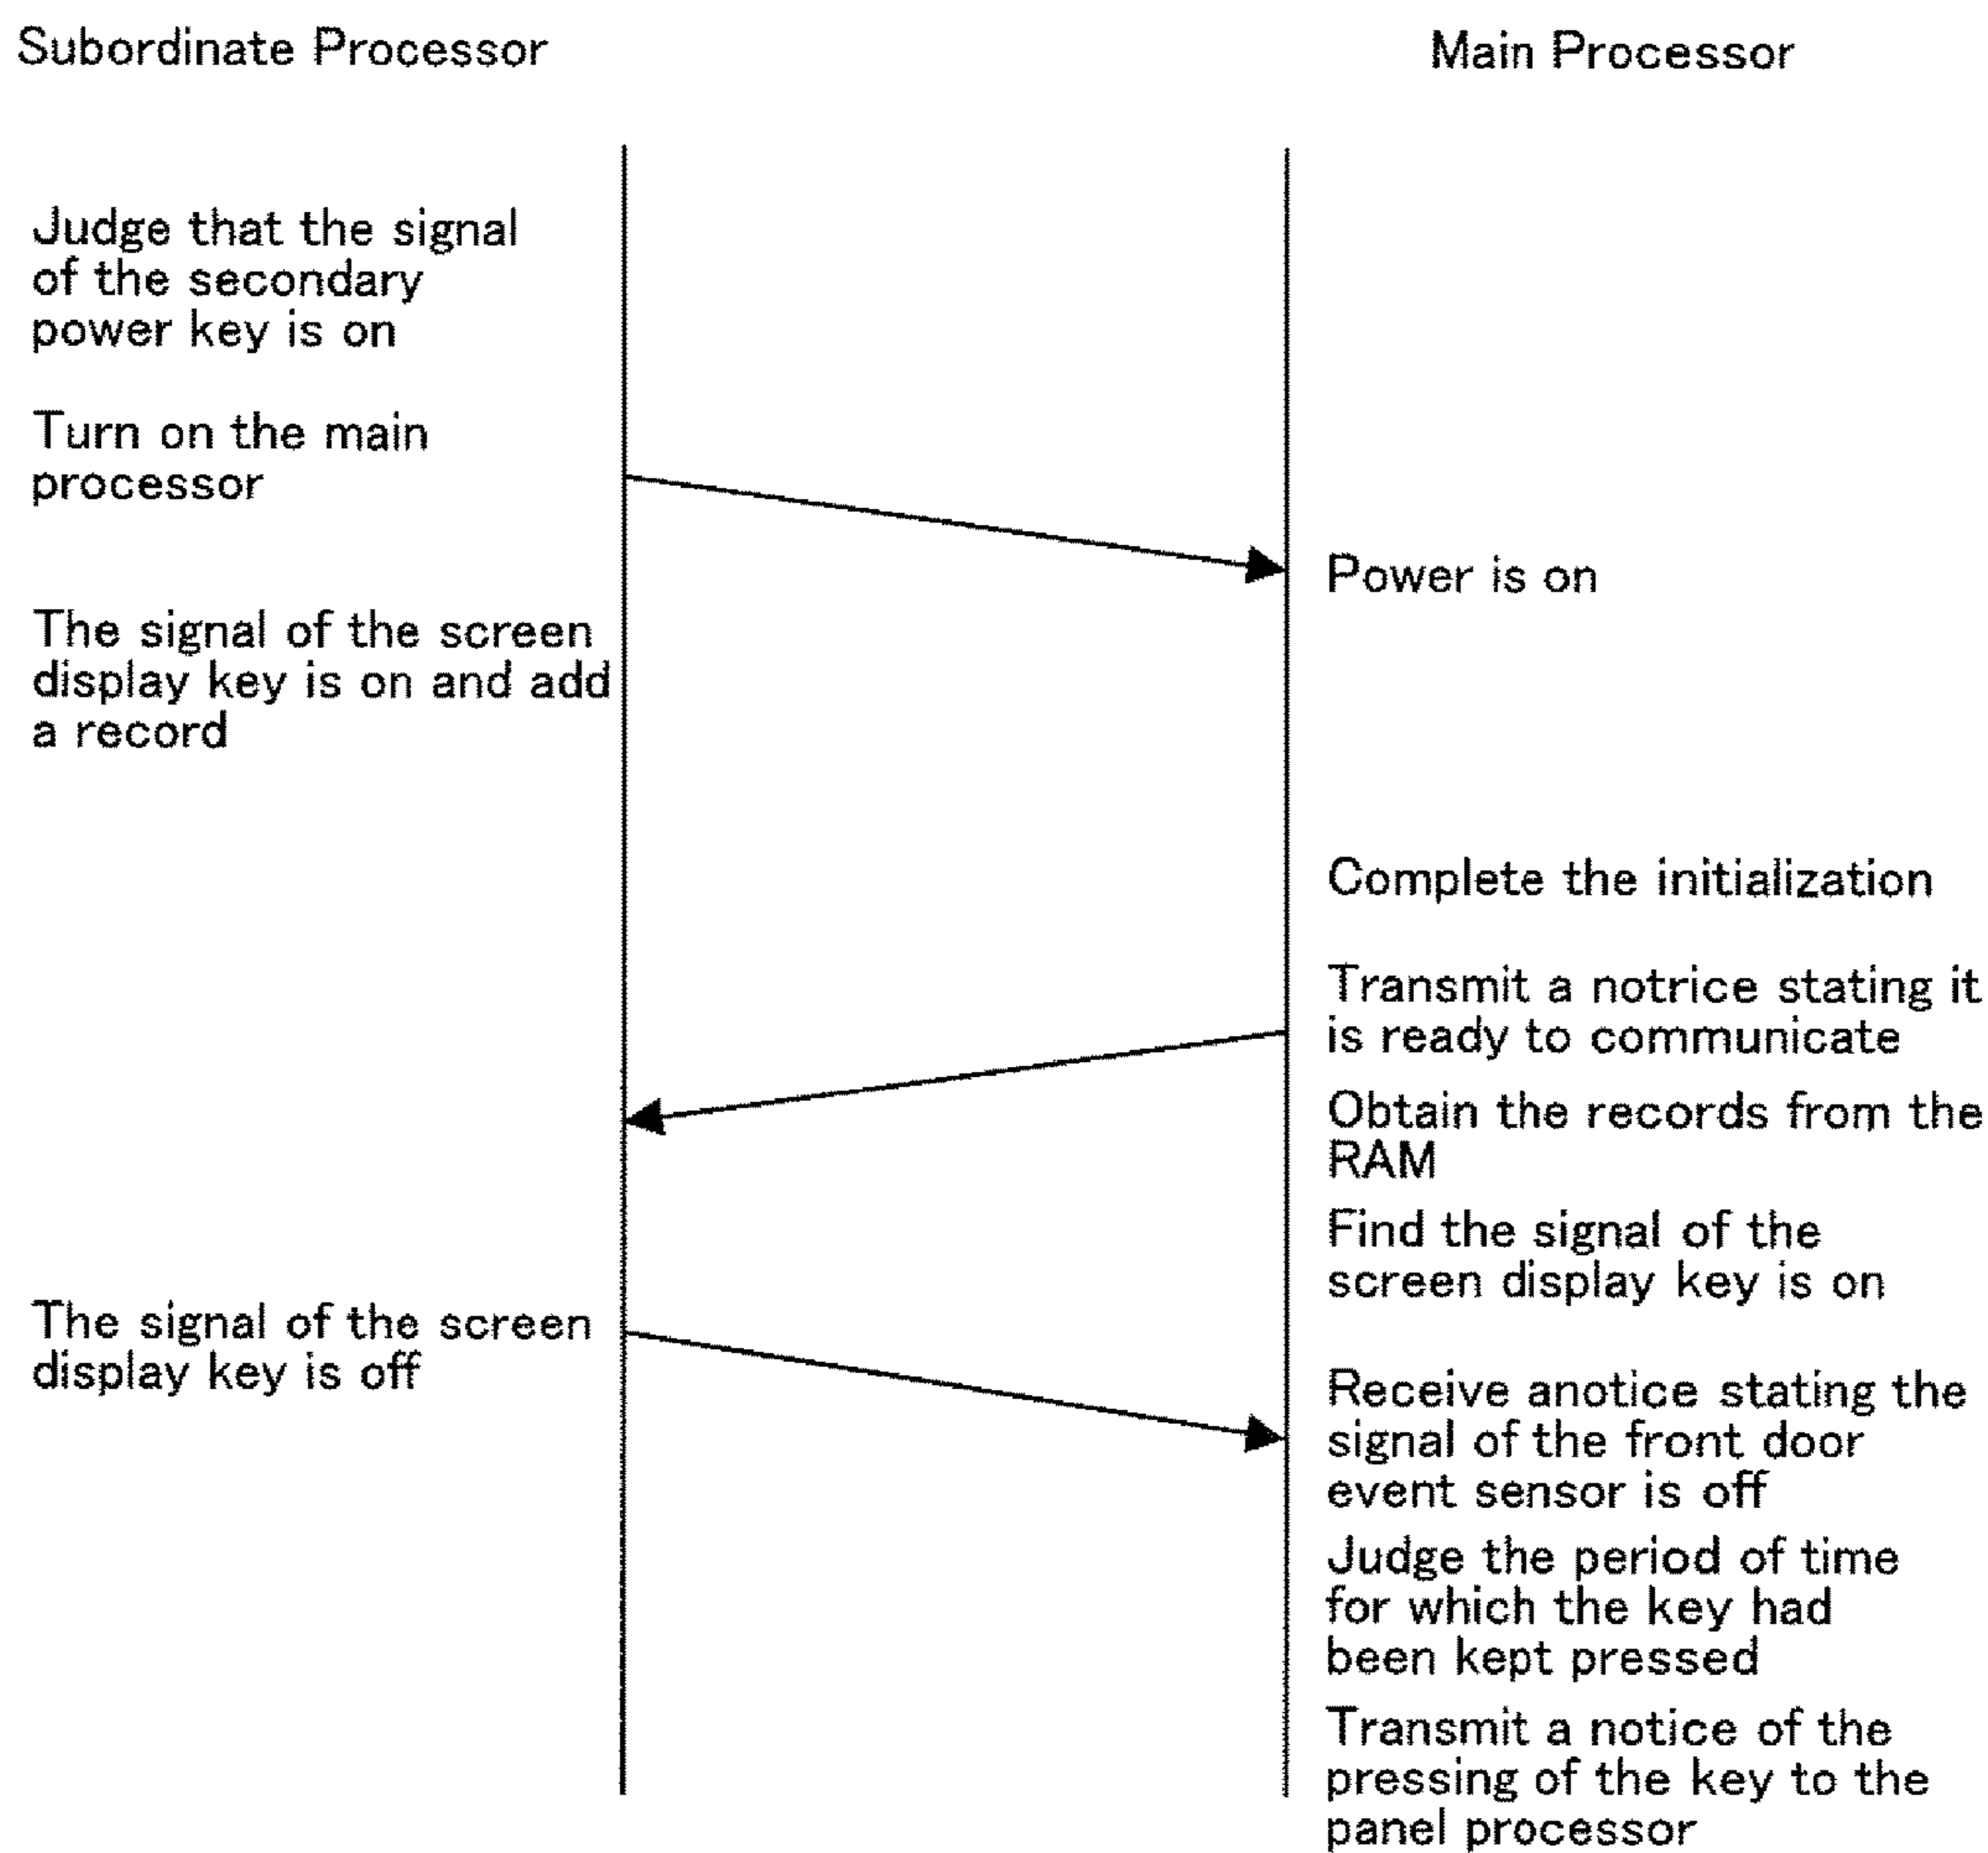 Subordinate Processor
Main Processor
Judge that the signal
of the secondary
power key is on
Turn on the main
processor
Power is on
The signal of the screen
display key is on and add
a record
Complete the initialization
Transmit a notrice stating it
is ready to communicate
Obtain the records from the
RAM
Find the signal of the
screen display key is on
The signal of the screen
display key is off
Receive anotice stating the
signal of the front door
event sensor is off
Judge the period of time
for which the key had
been kept pressed
Transmit a notice of the
pressing of the key to the
panel processor